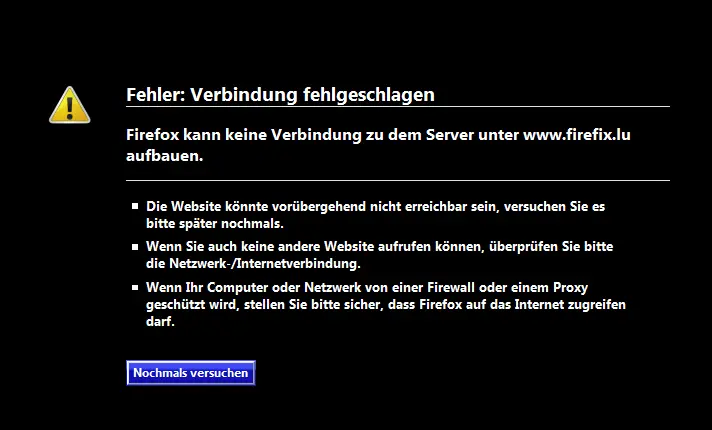 Fehler: Verbindung fehlgeschlagen
Firefox kann keine Verbindung zu dem Server unter www.firefix.lu
aufbauen.
Die Website könnte vorübergehend nicht erreichbar sein, versuchen Sie es
bitte später nochmals.
Wenn Sie auch keine andere Website aufrufen können, überprüfen Sie bitte
die Netzwerk-/Internetverbindung.
Wenn Ihr Computer oder Netzwerk von einer Firewall oder einem Proxy
geschützt wird, stellen Sie bitte sicher, dass Firefox auf das Internet zugreifen
darf.
Nochmals versuchen